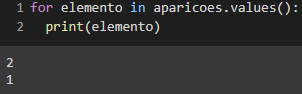 1 for elemento in aparicoes.values():
2   print(elemento)
2
1